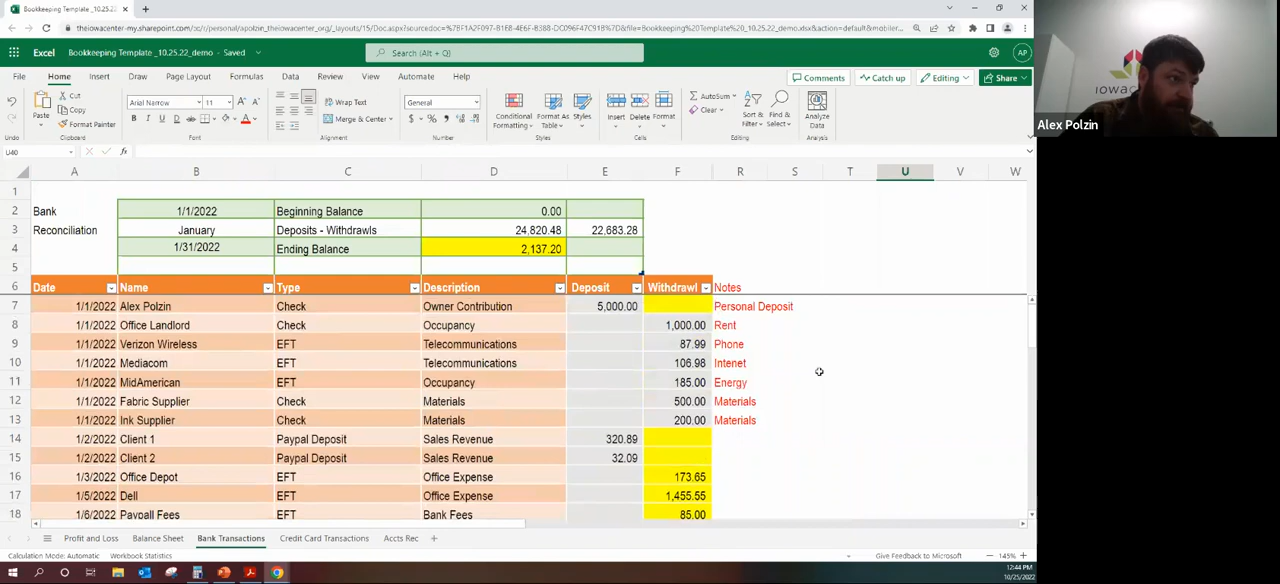 Bookkeeping Template _10.25.22_de
theiowacenter-my.sharepoint.com/:x:/r/personal/apolzin_theiowacenter_org/_layouts/15/Doc.aspx?sourcedoc=%7BF1A2F097-B171-4E6F-B388-DC096F47D917%7D&file=Bookkeeping%20Template%20_10.25.22_demo.xlsx&action=default&mobiler...
Excel Bookkeeping Template _10.25.22_demo - Saved Search (Alt + Q) AP
File Home Insert Draw Page Layout Formulas Data Review View Automate Help Comments Catch up Editing Share
Paste Cut Copy Format Painter Arial Narrow 11 Wrap Text Merge & Center General Conditional Formatting Format As Table Styles Insert Delete Format AutoSum Clear Sort & Filter Find & Select Analyze Data
Undo Clipboard Font Alignment Number Styles Cells Editing Analysis
U40 fx
A B C D E F R S T U V W
1
2 Bank 1/1/2022 Beginning Balance 0.00
3 Reconciliation January Deposits - Withdrawls 24,820.48 22,683.28
4 1/31/2022 Ending Balance 2,137.20
5
6 Date Name Type Description Deposit Withdrawl Notes
7 1/1/2022 Alex Polzin Check Owner Contribution 5,000.00 Personal Deposit
8 1/1/2022 Office Landlord Check Occupancy 1,000.00 Rent
9 1/1/2022 Verizon Wireless EFT Telecommunications 87.99 Phone
10 1/1/2022 Mediacom EFT Telecommunications 106.98 Intenet
11 1/1/2022 MidAmerican EFT Occupancy 185.00 Energy
12 1/1/2022 Fabric Supplier Check Materials 500.00 Materials
13 1/1/2022 Ink Supplier Check Materials 200.00 Materials
14 1/2/2022 Client 1 Paypal Deposit Sales Revenue 320.89
15 1/2/2022 Client 2 Paypal Deposit Sales Revenue 32.09
16 1/3/2022 Office Depot EFT Office Expense 173.65
17 1/5/2022 Dell EFT Office Expense 1,455.55
18 1/6/2022 Paypall Fees EFT Bank Fees 85.00
Profit and Loss Balance Sheet Bank Transactions Credit Card Transactions Accts Rec
Calculation Mode: Automatic Workbook Statistics Give Feedback to Microsoft 145%
12:44 PM
10/25/2022
Alex Polzin